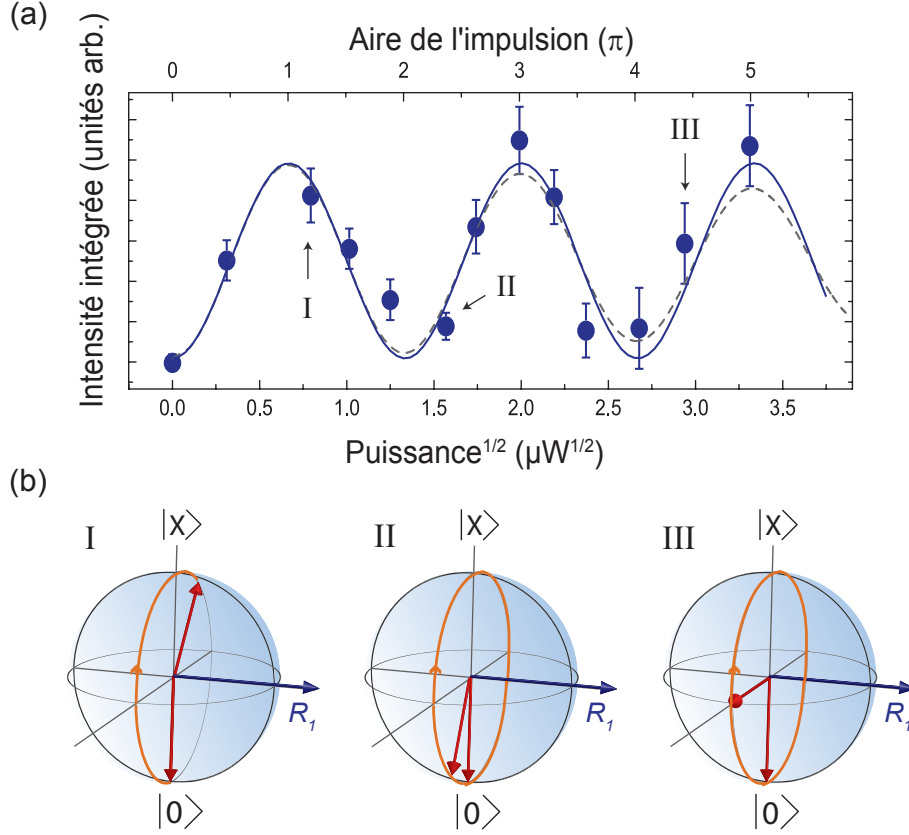 (a)
Aire de l'impulsion (π)
0 1 2 3 4 5
Intensité intégrée (unités arb.)
I
II
III
0.0 0.5 1.0 1.5 2.0 2.5 3.0 3.5
Puissance^{1/2} (µW^{1/2})
(b)
I |X⟩ II |X⟩ III |X⟩
R₁ R₁ R₁
|0⟩ |0⟩ |0⟩